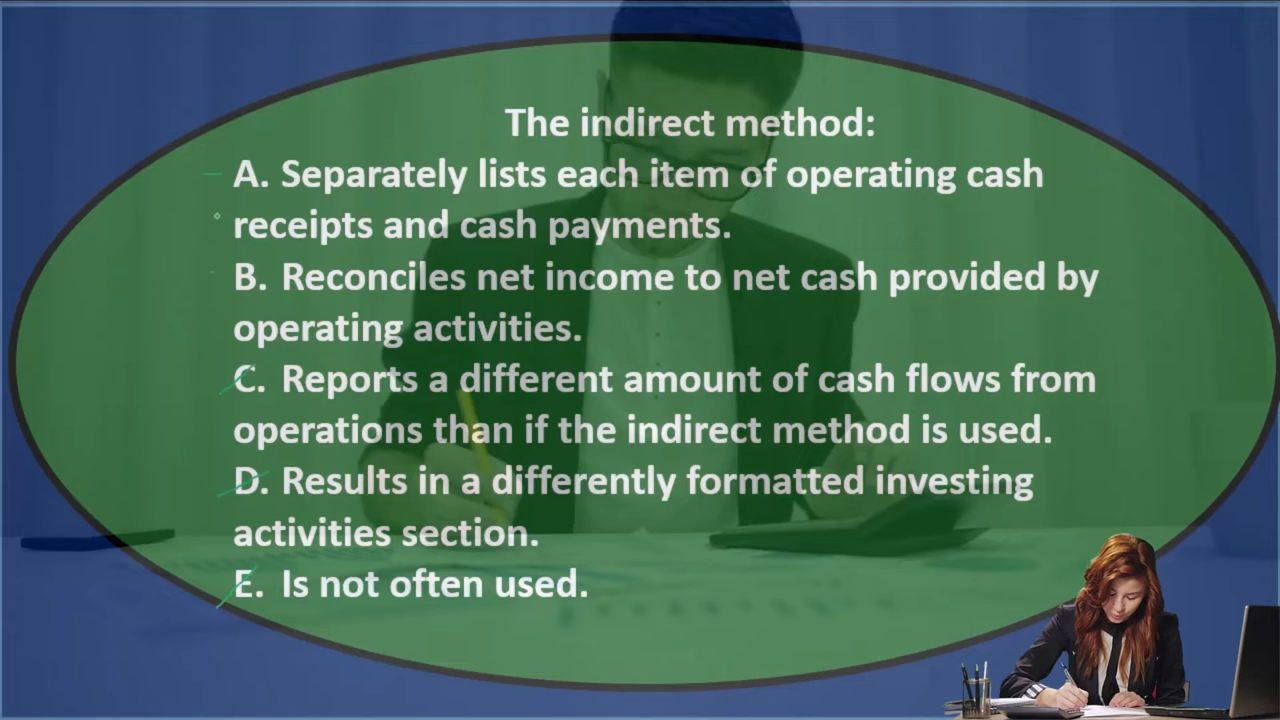 The indirect method:
A. Separately lists each item of operating cash
receipts and cash payments.
B. Reconciles net income to net cash provided by
operating activities.
C. Reports a different amount of cash flows from
operations than if the indirect method is used.
D. Results in a differently formatted investing
activities section.
E. Is not often used.